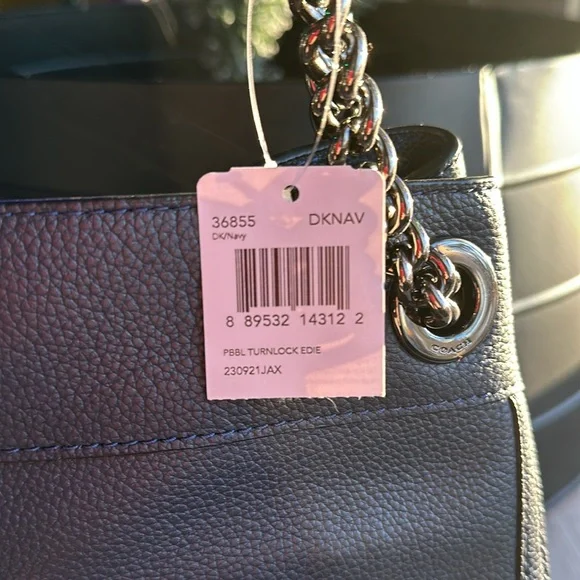 36855 DKNAV
DK/Navy
8 89532 14312 2
PBBL TURNLOCK EDIE
230921JAX
COACH